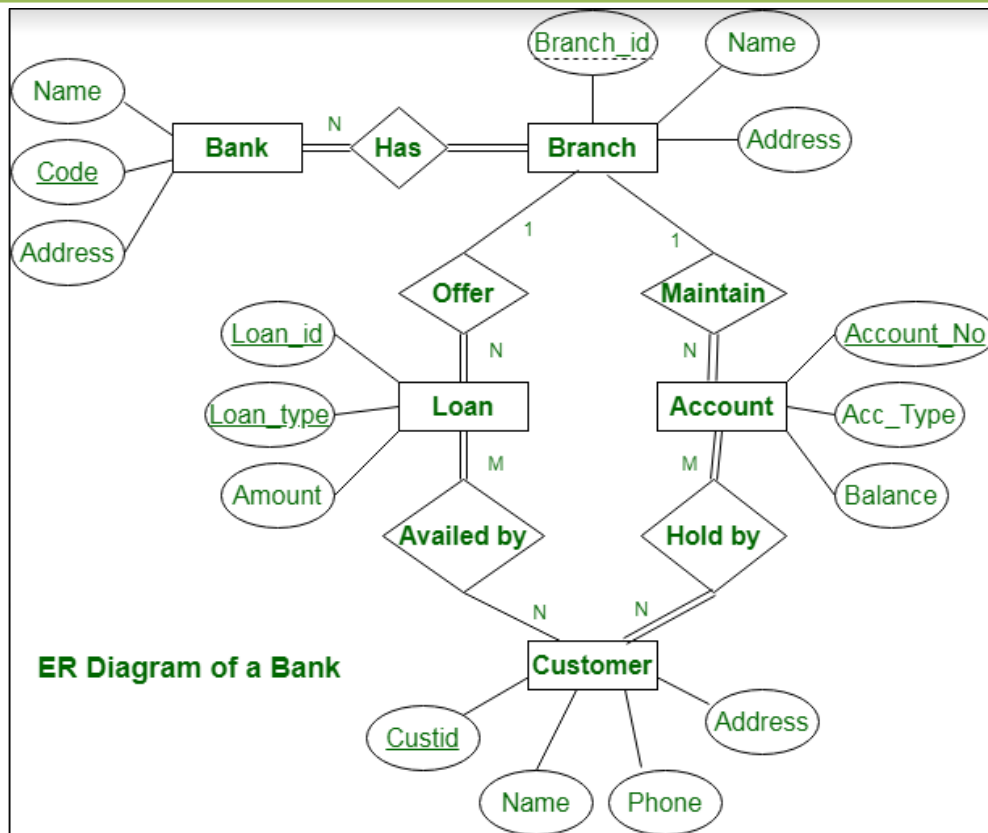 Branch_id
Name
Name
Bank
N
Has
Branch
Address
Code
Address
1
1
Offer
Maintain
Loan_id
N
N
Account_No
Loan_type
Loan
Account
Acc_Type
M
M
Amount
Balance
Availed by
Hold by
N
N
ER Diagram of a Bank
Customer
Address
Custid
Name
Phone